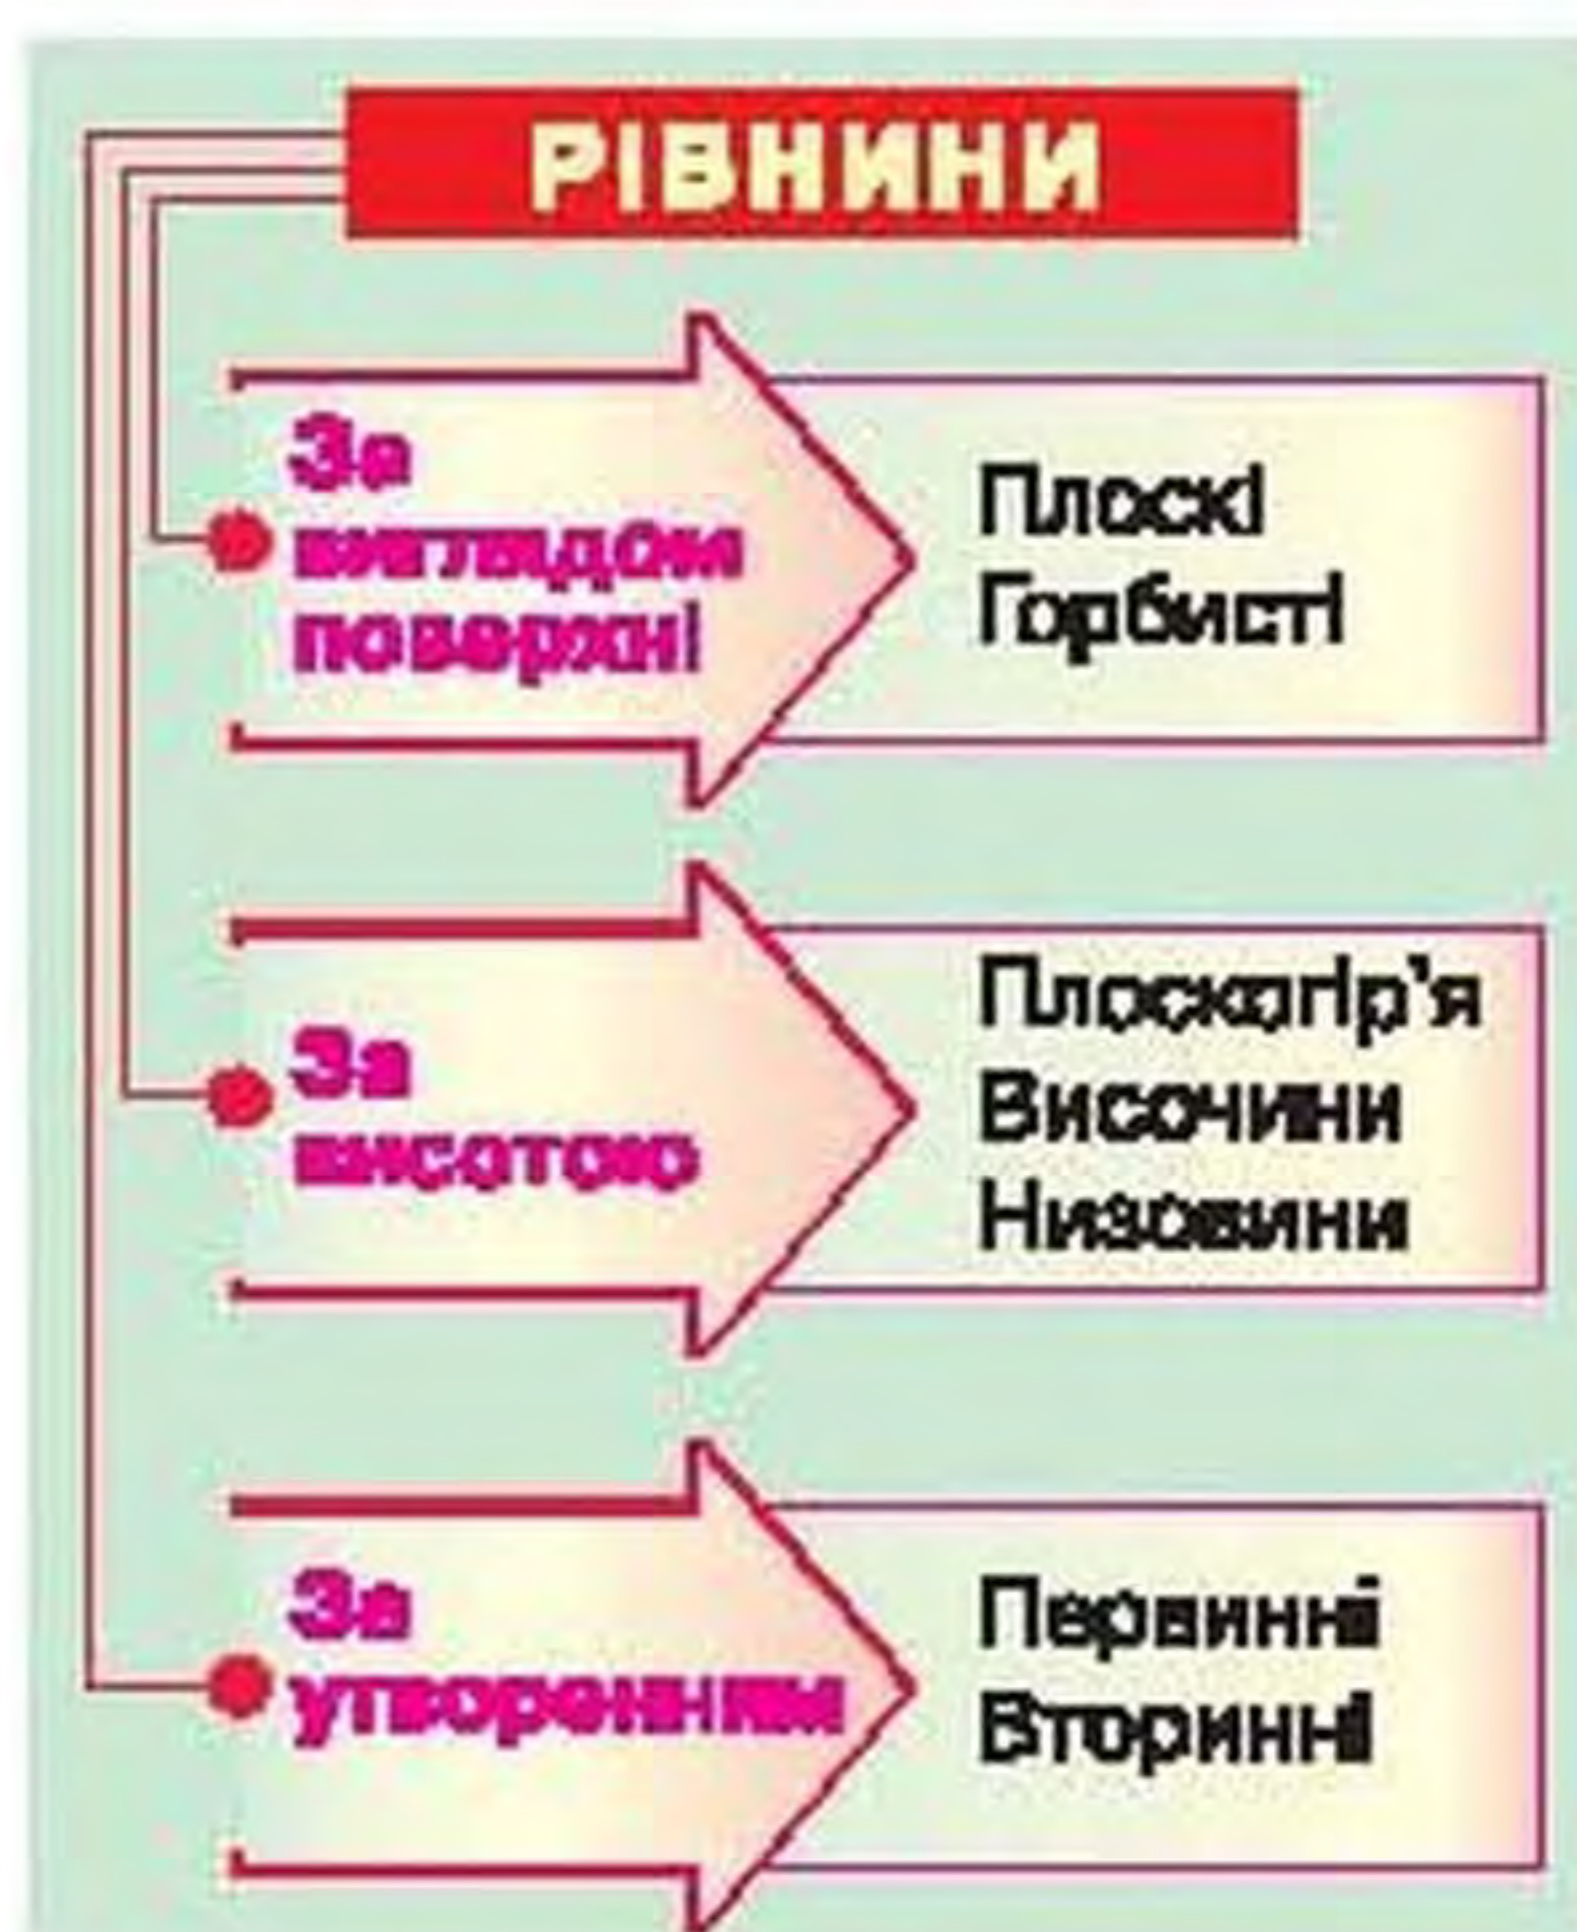 РІВНИНИ
За
виглядом
поверхні
Плоскі
Горбисті
За
висотою
Плоскогір'я
Височини
Низовини
За
утворенням
Первинні
Вторинні